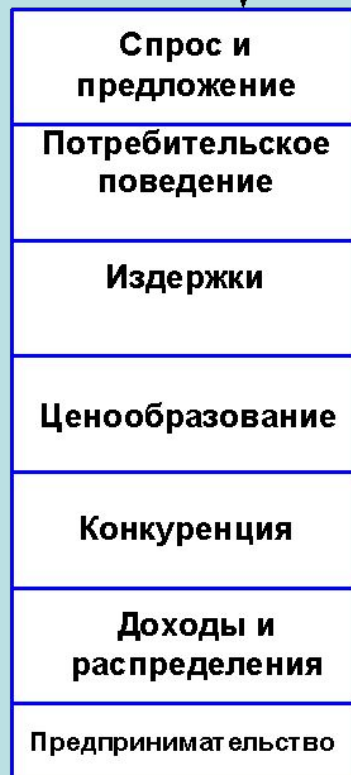 Спрос и
предложение
Потребительское
поведение
Издержки
Ценообразование
Конкуренция
Доходы и
распределения
Предпринимательство